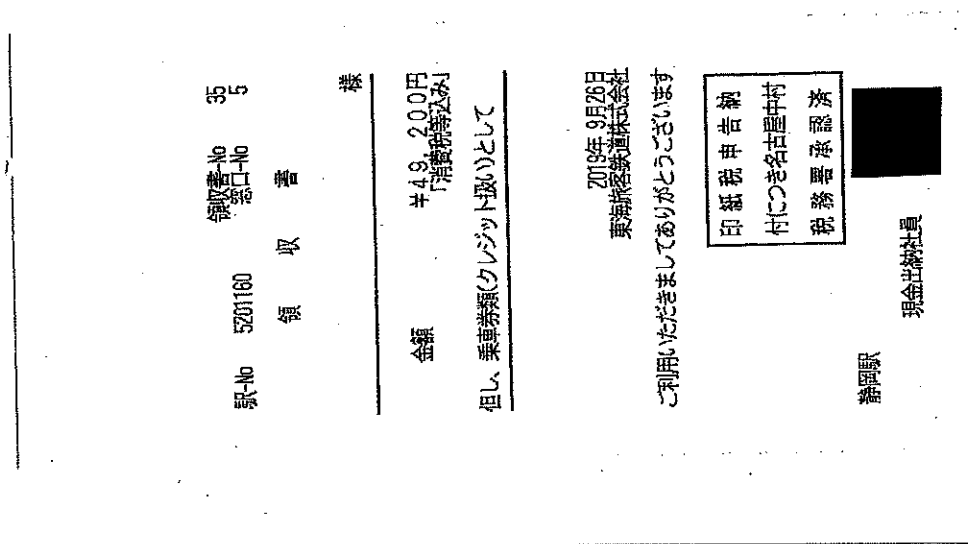 領収書-No 35
駅-No 5201160 窓口-No 5
領 収 書
様
金額 ¥49,200円
「消費税等込み」
但し、乗車券類(クレジット扱い)として
2019年 9月26日
東海旅客鉄道株式会社
ご利用いただきましてありがとうございます
印紙税申告納
付につき名古屋中村
税務署承認済
静岡駅 現金出納社員